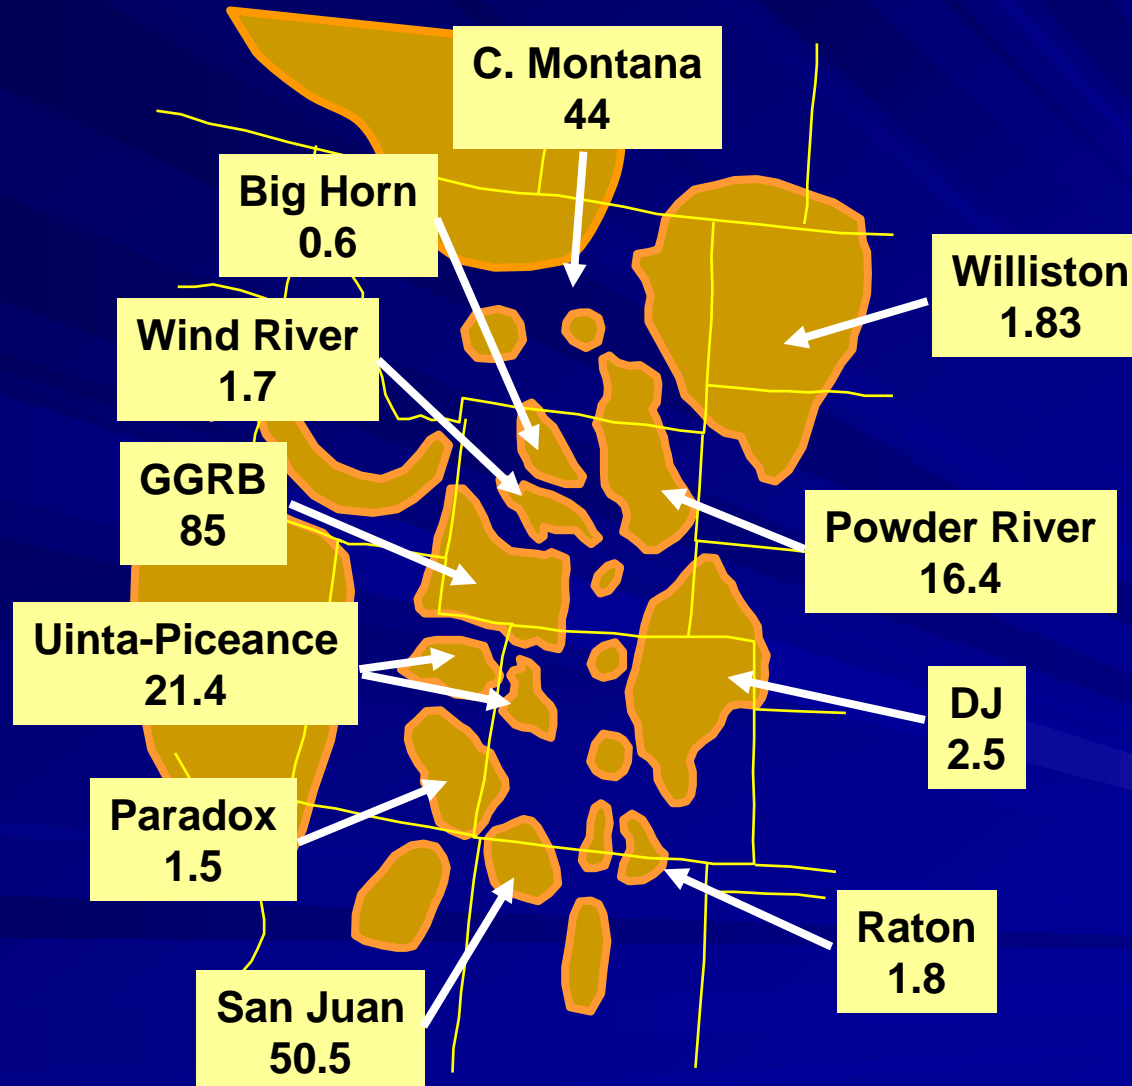 C. Montana
44
Big Horn
0.6
Williston
1.83
Wind River
1.7
GGRB
85
Powder River
16.4
Uinta-Piceance
21.4
DJ
2.5
Paradox
1.5
Raton
1.8
San Juan
50.5